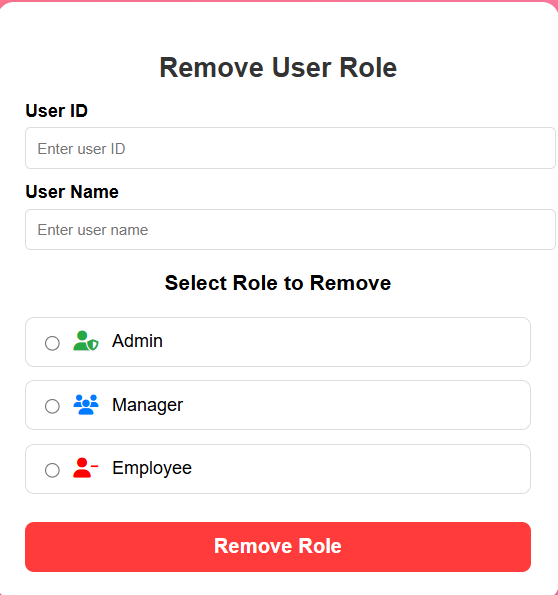 Remove User Role
User ID
Enter user ID
User Name
Enter user name
Select Role to Remove
Admin
Manager
Employee
Remove Role